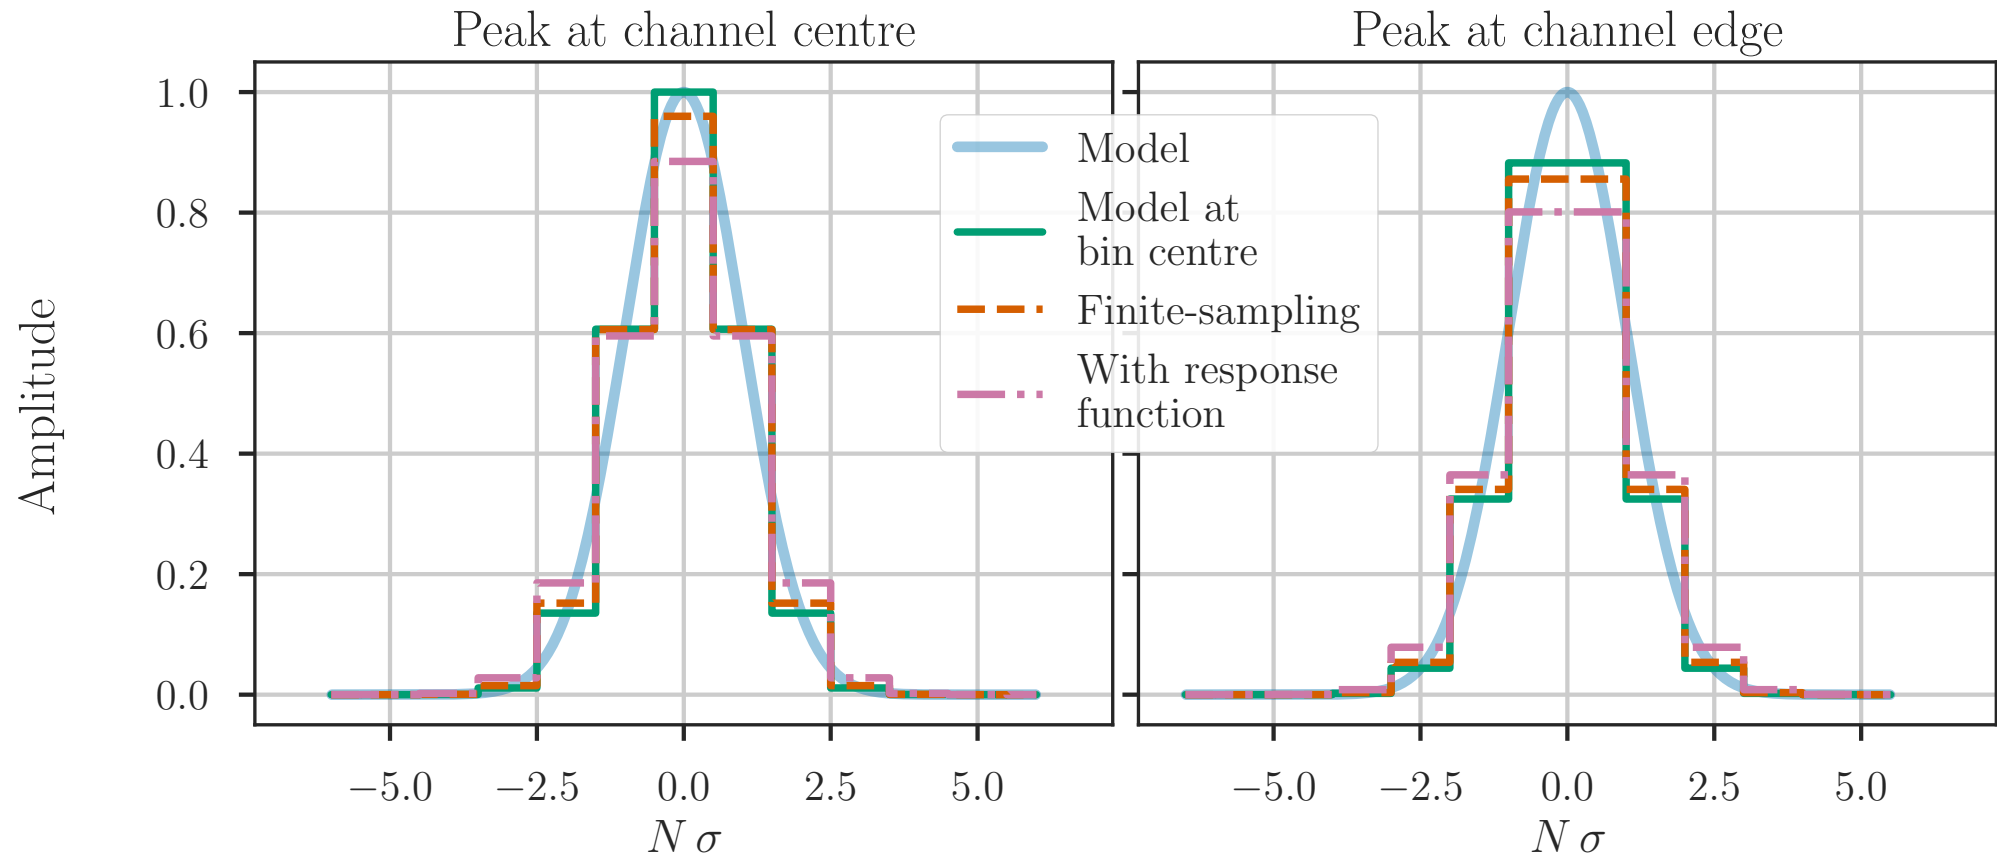 Peak at channel centre
Peak at channel edge
Amplitude
1.0
0.8
0.6
0.4
0.2
0.0
Model
Model at
bin centre
Finite-sampling
With response
function
−5.0 −2.5 0.0 2.5 5.0
−5.0 −2.5 0.0 2.5 5.0
N σ
N σ